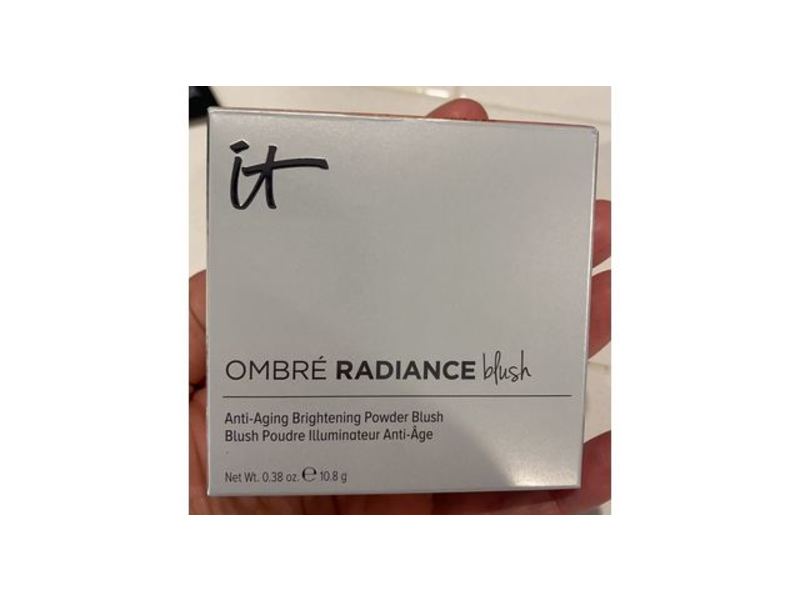 it
OMBRÉ RADIANCE blush
Anti-Aging Brightening Powder Blush
Blush Poudre Illuminateur Anti-Âge
Net Wt. 0.38 oz. ℮ 10.8 g